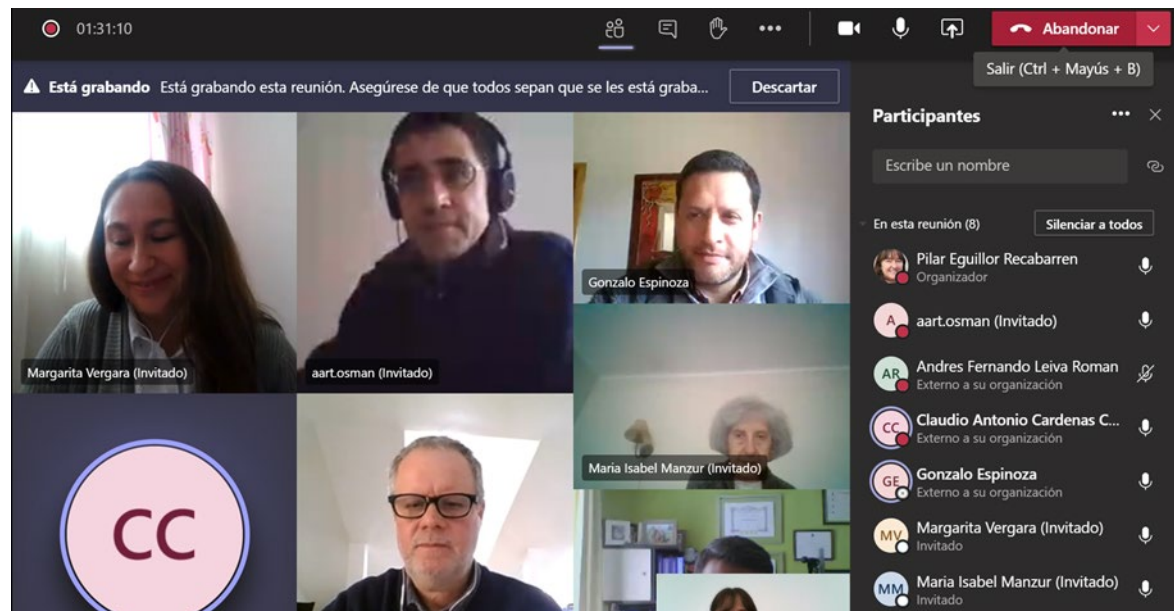 01:31:10
Abandonar
Salir (Ctrl + Mayús + B)
Está grabando Está grabando esta reunión. Asegúrese de que todos sepan que se les está graba...
Descartar
Margarita Vergara (Invitado)
aart.osman (Invitado)
Gonzalo Espinoza
Maria Isabel Manzur (Invitado)
CC
Participantes
Escribe un nombre
En esta reunión (8)
Silenciar a todos
Pilar Eguillor Recabarren
Organizador
A
aart.osman (Invitado)
AR
Andres Fernando Leiva Roman
Externo a su organización
CC
Claudio Antonio Cardenas C...
Externo a su organización
GE
Gonzalo Espinoza
Externo a su organización
MV
Margarita Vergara (Invitado)
Invitado
MM
Maria Isabel Manzur (Invitado)
Invitado